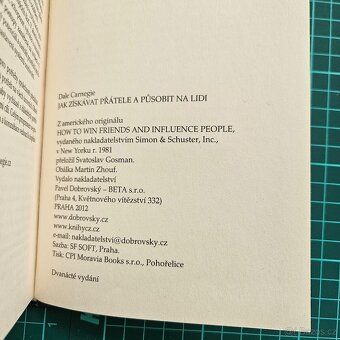 Dale Carnegie
JAK ZÍSKÁVAT PŘÁTELE A PŮSOBIT NA LIDI
Z amerického originálu
HOW TO WIN FRIENDS AND INFLUENCE PEOPLE,
vydaného nakladatelstvím Simon & Schuster, Inc.,
v New Yorku r. 1981
přeložil Svatoslav Gosman.
Obálka Martin Zhouf.
Vydalo nakladatelství
Pavel Dobrovský – BETA s.r.o.
(Praha 4, Květnového vítězství 332)
PRAHA 2012
www.dobrovsky.cz
www.knihycz.cz
e-mail: nakladatelstvi@dobrovsky.cz
Sazba: SF SOFT, Praha.
Tisk: CPI Moravia Books s.r.o., Pohořelice
Dvanácté vydání